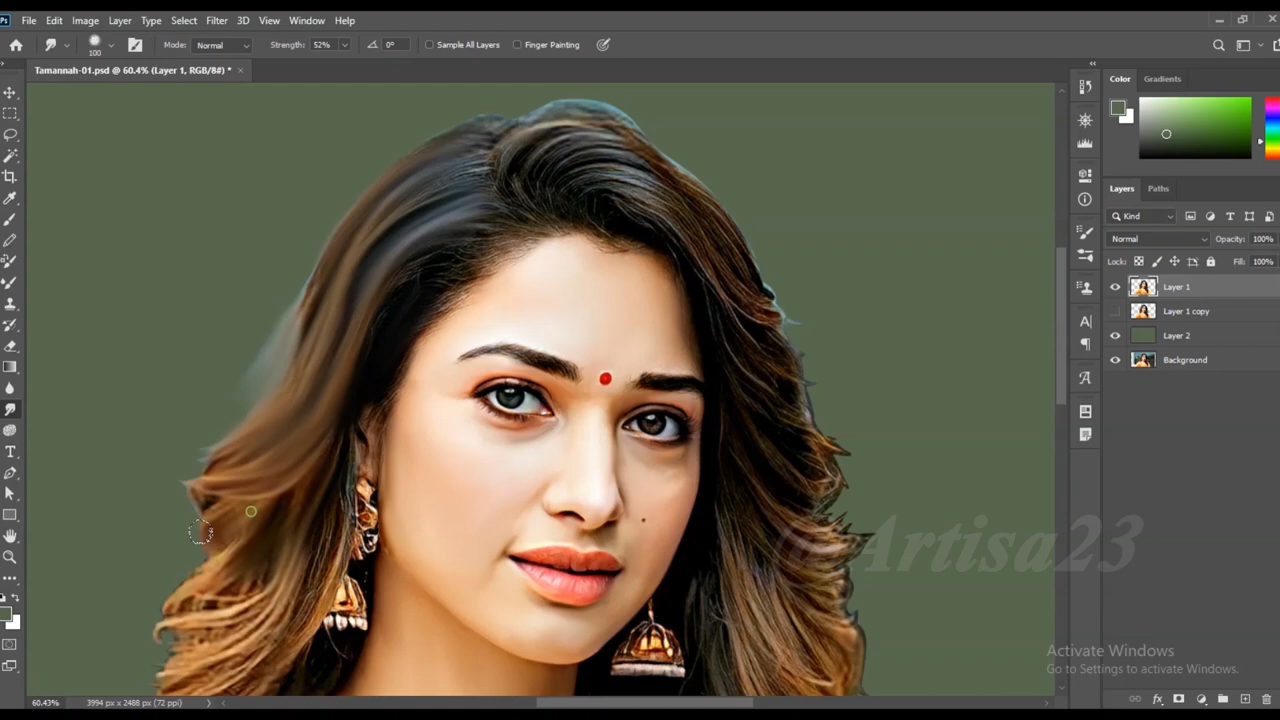 Ps File Edit Image Layer Type Select Filter 3D View Window Help
100 Mode: Normal Strength: 52% 0° Sample All Layers Finger Painting
Tamannah-01.psd @ 60.4% (Layer 1, RGB/8#) * ×
Color Gradients
Layers Paths
Kind
Normal Opacity: 100%
Lock: Fill: 100%
Layer 1
Layer 1 copy
Layer 2
Background
@Artisa23
Activate Windows
Go to Settings to activate Windows.
60.43% 3994 px x 2488 px (72 ppi)